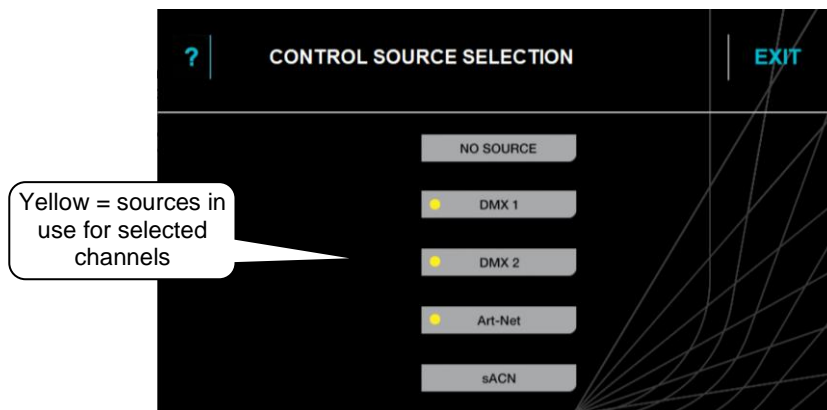 ? CONTROL SOURCE SELECTION EXIT
NO SOURCE
DMX 1
Yellow = sources in
use for selected
channels
DMX 2
Art-Net
sACN